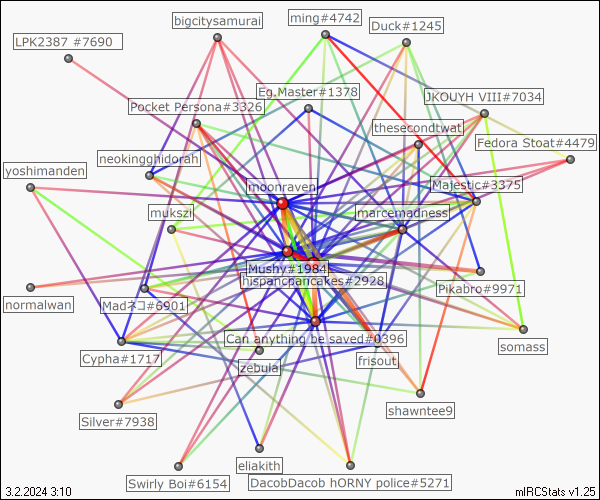 bigcitysamurai
ming#4742
Duck#1245
LPK2387 #7690
Eg.Master#1378
JKOUYH VIII#7034
Pocket Persona#3326
thesecondtwat
Fedora Stoat#4479
neokingghidorah
yoshimanden
moonraven
Majestic#3375
mukszi
marcemadness
Mushy#1984
hispancpancakes#2928
normalwan
Madネコ#6901
Pikabro#9971
Can anything be saved#0396
somass
Cypha#1717
zebulai
frisout
shawntee9
Silver#7938
eliakith
Swirly Boi#6154
DacobDacob hORNY police#5271
3.2.2024 3:10
mIRCStats v1.25